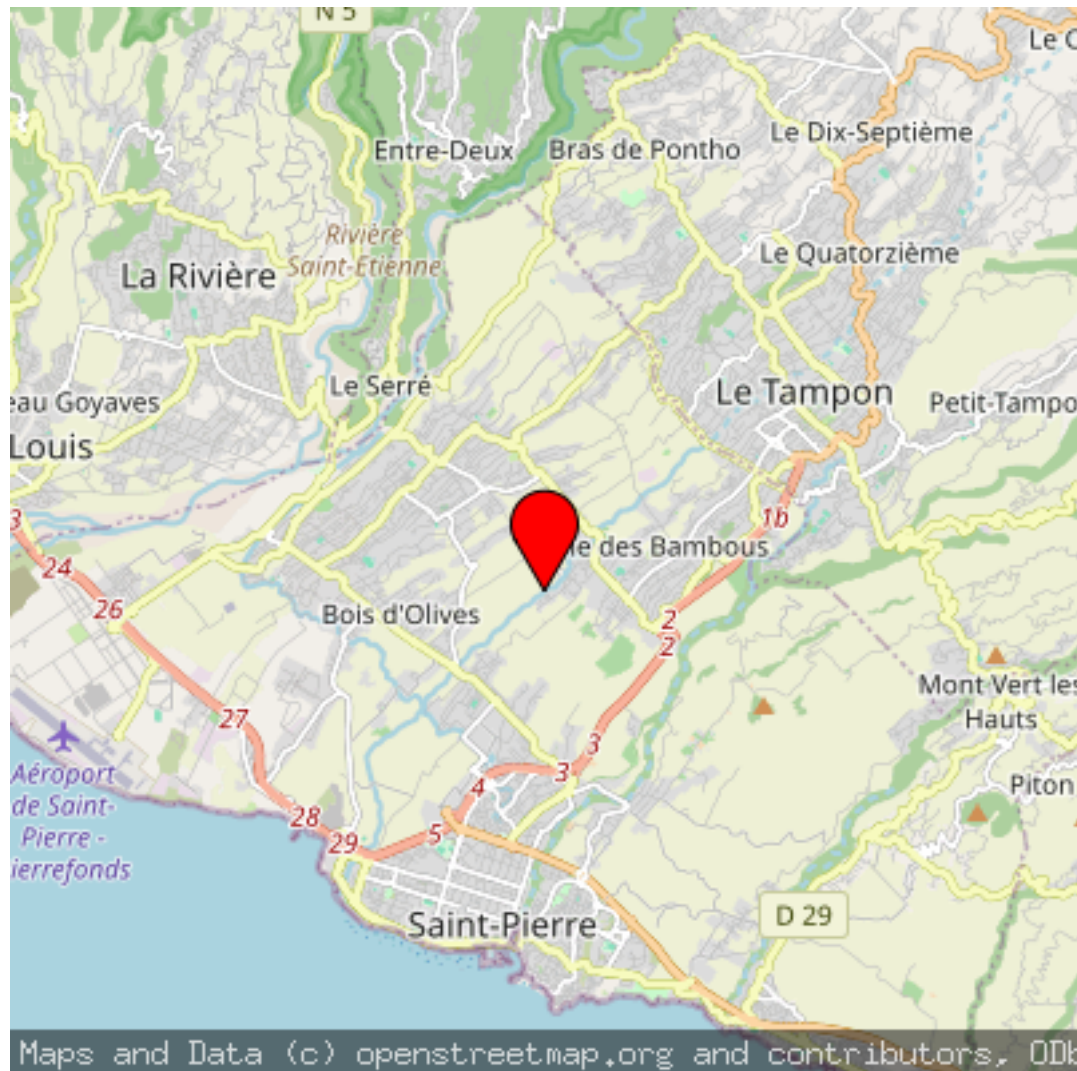 N 5
Le C
Le Dix-Septième
Entre-Deux
Bras de Pontho
Rivière
Saint-Étienne
Le Quatorzième
La Rivière
Le Serré
Le Tampon
eau Goyaves
Petit-Tampo
Louis
3
24
26
1b
le des Bambous
Bois d'Olives
2
2
Mont Vert les
Hauts
27
3
3
4
5
28
29
Aéroport
de Saint-
Pierre -
ierrefonds
Piton
Saint-Pierre
D 29
Maps and Data (c) openstreetmap.org and contributors, ODb